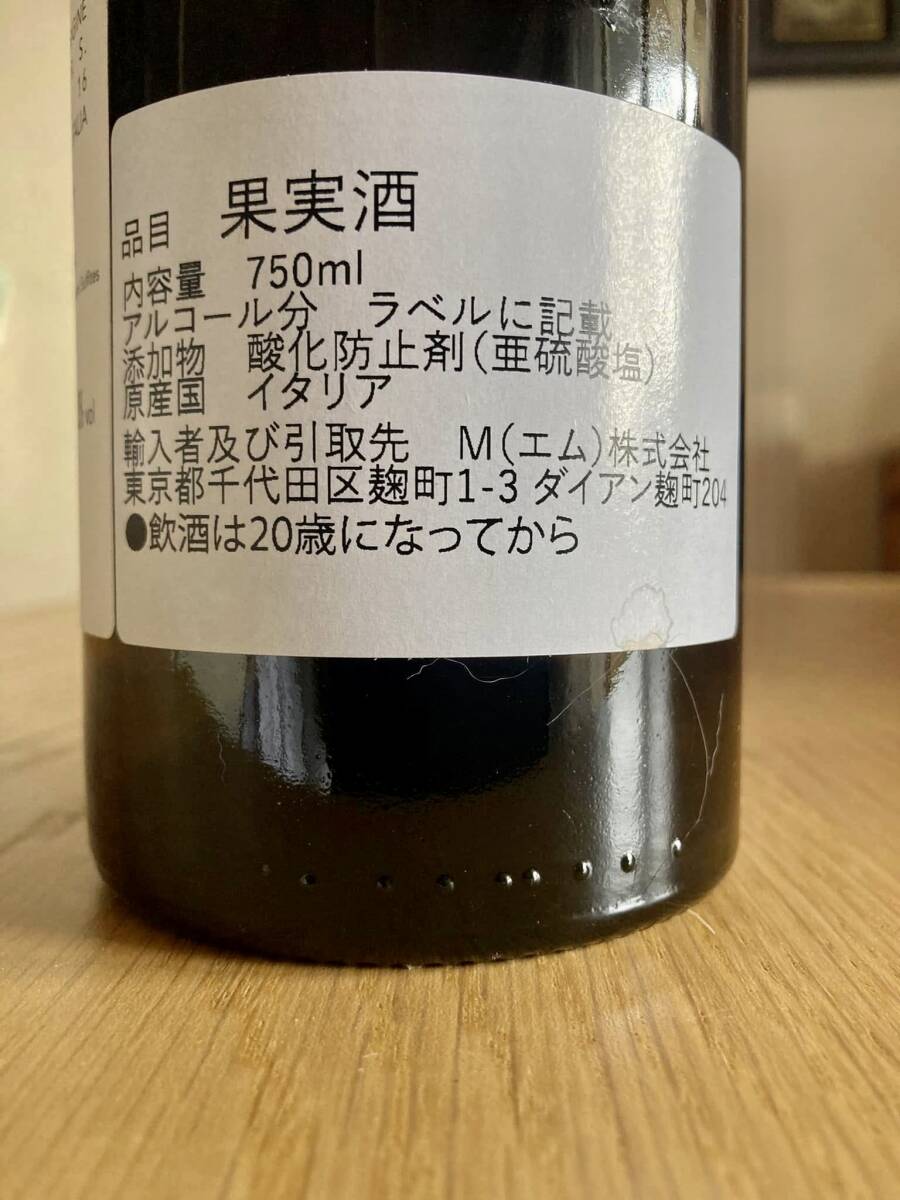 S.
16
品目 果実酒
内容量 750ml
アルコール分 ラベルに記載
添加物 酸化防止剤(亜硫酸塩)
原産国 イタリア
輸入者及び引取先 M(エム)株式会社
東京都千代田区麹町1-3 ダイアン麹町204
●飲酒は20歳になってから
vol